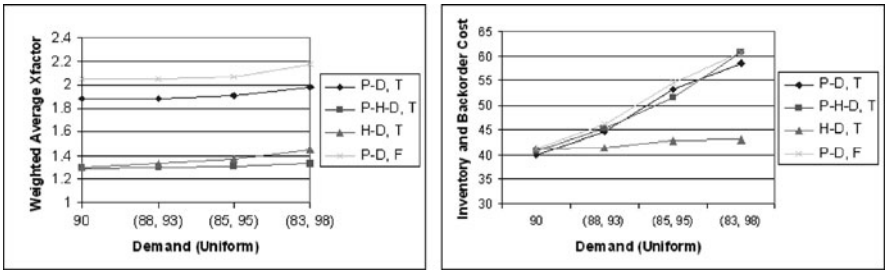 Weighted Average Xfactor
2.4
2.2
2
1.8
1.6
1.4
1.2
1
90
(88, 93)
(85, 95)
(83, 98)
Demand (Uniform)
P-D, T
P-H-D, T
H-D, T
P-D, F
Inventory and Backorder Cost
65
60
55
50
45
40
35
30
90
(88, 93)
(85, 95)
(83, 98)
Demand (Uniform)
P-D, T
P-H-D, T
H-D, T
P-D, F